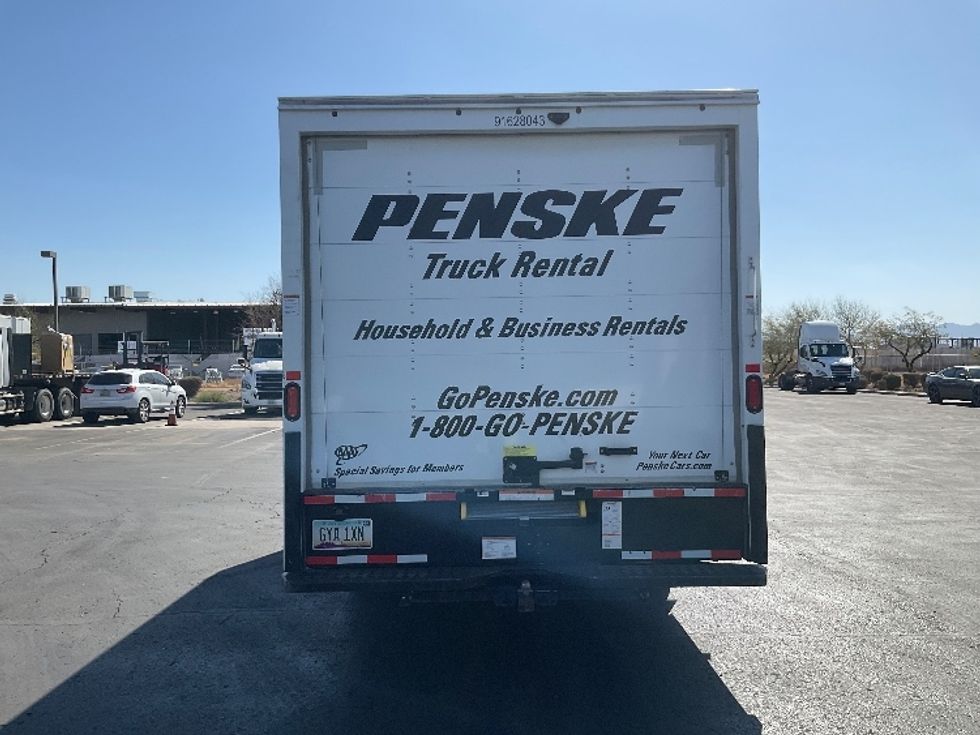 91628043
PENSKE
Truck Rental
Household & Business Rentals
GoPenske.com
1-800-GO-PENSKE
AAA
Special Savings for Members
Your Next Car
PenskeCars.com
GYA 1XN